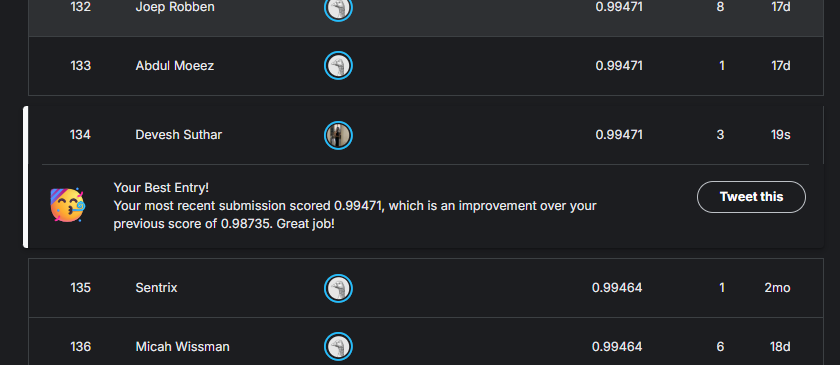 132 Joep Robben 0.99471 8 17d
133 Abdul Moeez 0.99471 1 17d
134 Devesh Suthar 0.99471 3 19s
Your Best Entry!
Your most recent submission scored 0.99471, which is an improvement over your
previous score of 0.98735. Great job!
Tweet this
135 Sentrix 0.99464 1 2mo
136 Micah Wissman 0.99464 6 18d